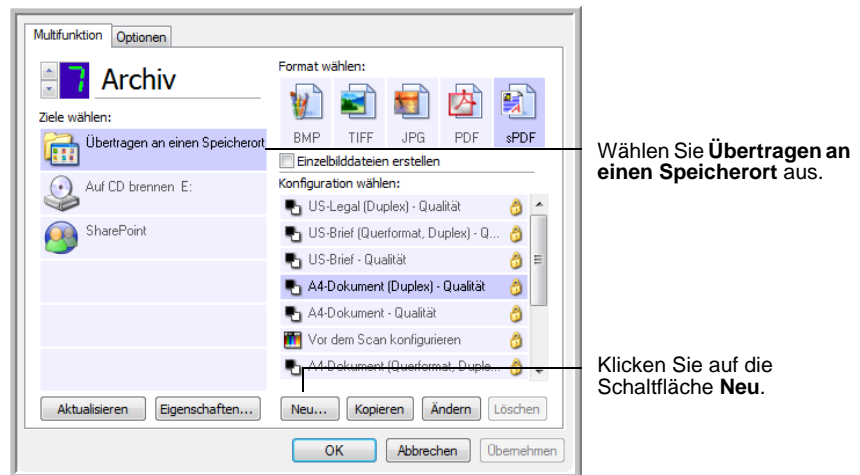 Multifunktion
Optionen
7
Archiv
Ziele wählen:
Übertragen an einen Speicherort
Auf CD brennen E:
SharePoint
Format wählen:
BMP
TIFF
JPG
PDF
sPDF
Einzelbilddateien erstellen
Konfiguration wählen:
US-Legal (Duplex) - Qualität
US-Brief (Querformat, Duplex) - Q...
US-Brief - Qualität
A4-Dokument (Duplex) - Qualität
A4-Dokument - Qualität
Vor dem Scan konfigurieren
A4-Dokument (Querformat, Duple...
Aktualisieren
Eigenschaften...
Neu...
Kopieren
Ändern
Löschen
OK
Abbrechen
Übernehmen
Wählen Sie Übertragen an
einen Speicherort aus.
Klicken Sie auf die
Schaltfläche Neu.